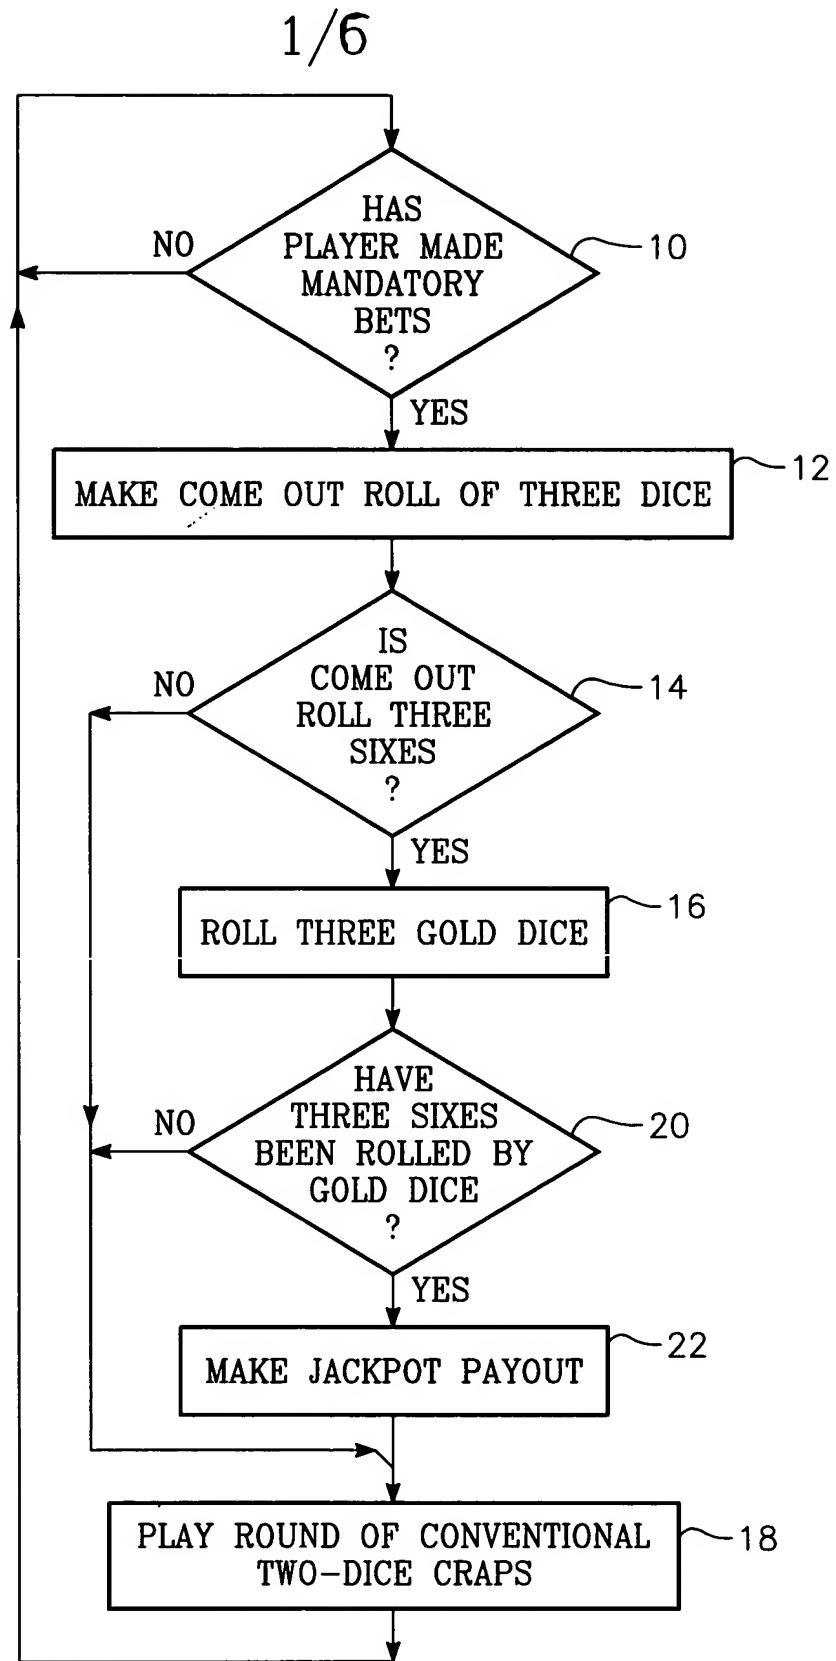 1/6
HAS
PLAYER MADE
MANDATORY
BETS
?
10
NO
YES
MAKE COME OUT ROLL OF THREE DICE
12
IS
COME OUT
ROLL THREE
SIXES
?
14
NO
YES
ROLL THREE GOLD DICE
16
HAVE
THREE SIXES
BEEN ROLLED BY
GOLD DICE
?
20
NO
YES
MAKE JACKPOT PAYOUT
22
PLAY ROUND OF CONVENTIONAL
TWO-DICE CRAPS
18